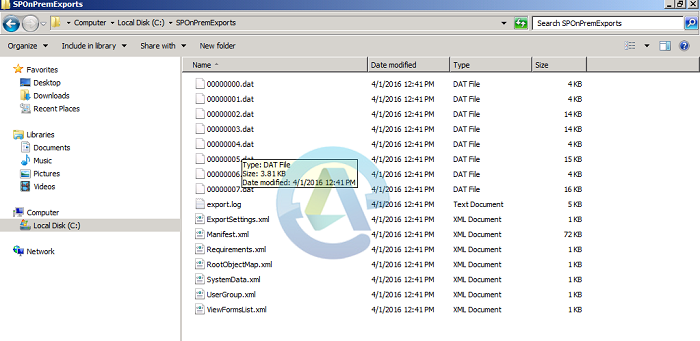 Computer ▸ Local Disk (C:) ▸ SPOnPremExports
Search SPOnPremExports
Organize Include in library Share with New folder
Favorites
Desktop
Downloads
Recent Places
Libraries
Documents
Music
Pictures
Videos
Computer
Local Disk (C:)
Network
Name Date modified Type Size
00000000.dat 4/1/2016 12:41 PM DAT File 4 KB
00000001.dat 4/1/2016 12:41 PM DAT File 4 KB
00000002.dat 4/1/2016 12:41 PM DAT File 14 KB
00000003.dat 4/1/2016 12:41 PM DAT File 14 KB
00000004.dat 4/1/2016 12:41 PM DAT File 4 KB
00000005.dat 4/1/2016 12:41 PM DAT File 15 KB
00000006. 4/1/2016 12:41 PM DAT File 4 KB
00000007.dat 4/1/2016 12:41 PM DAT File 16 KB
Type: DAT File
Size: 3.81 KB
Date modified: 4/1/2016 12:41 PM
export.log 4/1/2016 12:41 PM Text Document 5 KB
ExportSettings.xml 4/1/2016 12:41 PM XML Document 1 KB
Manifest.xml 4/1/2016 12:41 PM XML Document 72 KB
Requirements.xml 4/1/2016 12:41 PM XML Document 1 KB
RootObjectMap.xml 4/1/2016 12:41 PM XML Document 1 KB
SystemData.xml 4/1/2016 12:41 PM XML Document 1 KB
UserGroup.xml 4/1/2016 12:41 PM XML Document 1 KB
ViewFormsList.xml 4/1/2016 12:41 PM XML Document 1 KB